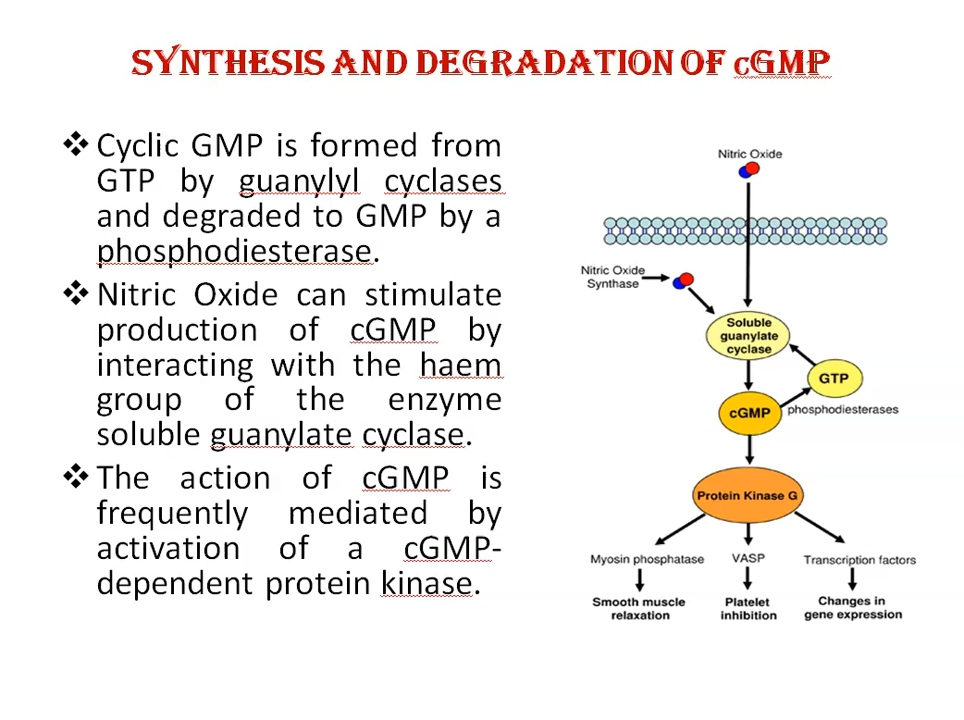 SYNTHESIS AND DEGRADATION OF cGMP
❖ Cyclic GMP is formed from
GTP by guanylyl cyclases
and degraded to GMP by a
phosphodiesterase.
❖ Nitric Oxide can stimulate
production of cGMP by
interacting with the haem
group of the enzyme
soluble guanylate cyclase.
❖ The action of cGMP is
frequently mediated by
activation of a cGMP-
dependent protein kinase.
Nitric Oxide
Nitric Oxide
Synthase
Soluble
guanylate
cyclase
GTP
cGMP
phosphodiesterases
Protein Kinase G
Myosin phosphatase
VASP
Transcription factors
Smooth muscle
relaxation
Platelet
inhibition
Changes in
gene expression